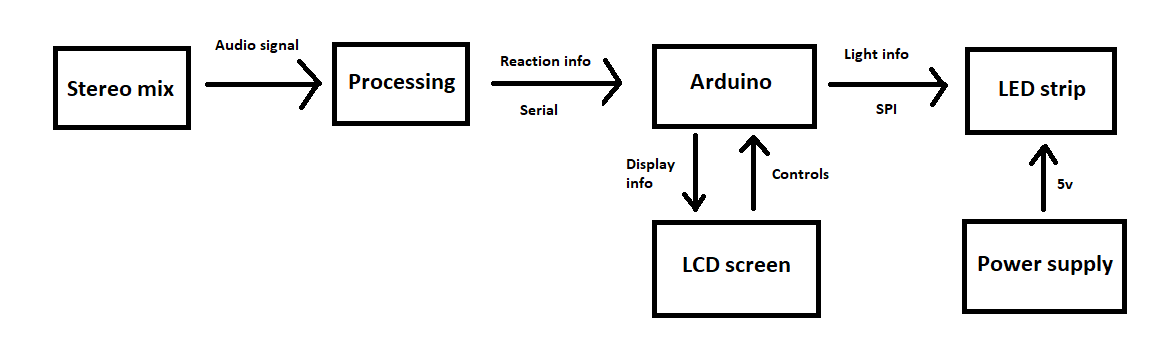 Stereo mix
Audio signal
Processing
Reaction info
Serial
Arduino
Light info
SPI
LED strip
Display
info
Controls
5v
LCD screen
Power supply